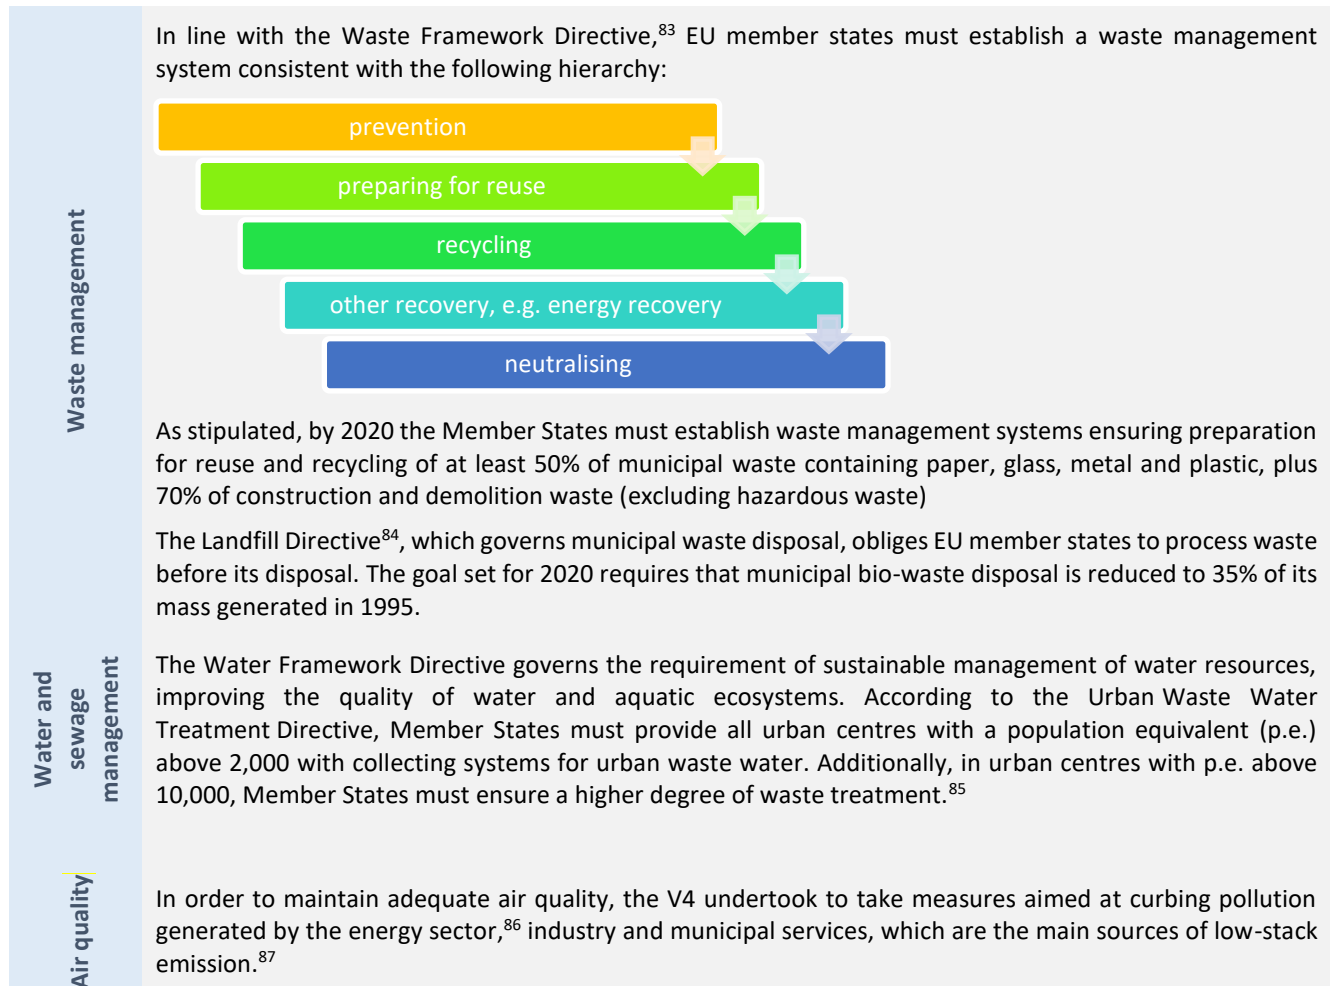 In line with the Waste Framework Directive,83 EU member states must establish a waste management
system consistent with the following hierarchy:
prevention
preparing for reuse
recycling
other recovery, e.g. energy recovery
neutralising
Waste management
As stipulated, by 2020 the Member States must establish waste management systems ensuring preparation
for reuse and recycling of at least 50% of municipal waste containing paper, glass, metal and plastic, plus
70% of construction and demolition waste (excluding hazardous waste)
The Landfill Directive84, which governs municipal waste disposal, obliges EU member states to process waste
before its disposal. The goal set for 2020 requires that municipal bio-waste disposal is reduced to 35% of its
mass generated in 1995.
Water and
sewage
management
The Water Framework Directive governs the requirement of sustainable management of water resources,
improving the quality of water and aquatic ecosystems. According to the Urban Waste Water
Treatment Directive, Member States must provide all urban centres with a population equivalent (p.e.)
above 2,000 with collecting systems for urban waste water. Additionally, in urban centres with p.e. above
10,000, Member States must ensure a higher degree of waste treatment.85
Air quality
In order to maintain adequate air quality, the V4 undertook to take measures aimed at curbing pollution
generated by the energy sector,86 industry and municipal services, which are the main sources of low-stack
emission.87